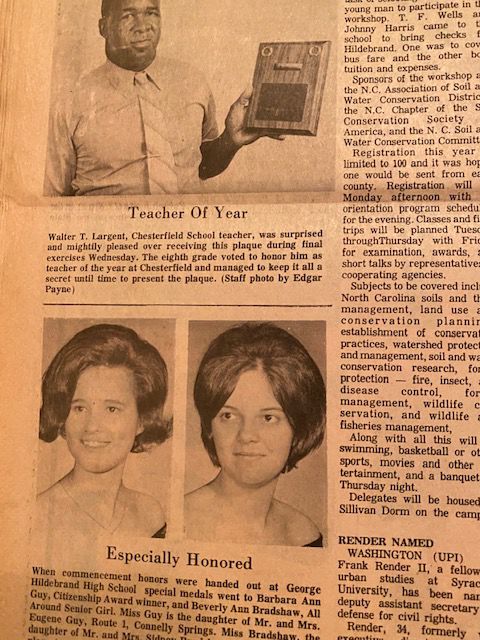 Teacher Of Year
Walter T. Largent, Chesterfield School teacher, was surprised
and mightily pleased over receiving this plaque during final
exercises Wednesday. The eighth grade voted to honor him as
teacher of the year at Chesterfield and managed to keep it all a
secret until time to present the plaque. (Staff photo by Edgar
Payne)
Especially Honored
When commencement honors were handed out at George
Hildebrand High School special medals went to Barbara Ann
Guy, Citizenship Award winner, and Beverly Ann Bradshaw, All
Around Senior Girl. Miss Guy is the daughter of Mr. and Mrs.
Eugene Guy, Route 1, Connelly Springs. Miss Bradshaw, the
daughter of Mr. and Mrs. Sidney
young man to participate in th
workshop. T. F. Wells an
Johnny Harris came to t
school to bring checks f
Hildebrand. One was to cov
bus fare and the other bo
tuition and expenses.
Sponsors of the workshop a
the N.C. Association of Soil a
Water Conservation Distric
the N.C. Chapter of the S
Conservation Society
America, and the N. C. Soil a
Water Conservation Committ
Registration this year
limited to 100 and it was hop
one would be sent from ea
county. Registration will
Monday afternoon with
orientation program schedu
for the evening. Classes and fi
trips will be planned Tuesd
throughThursday with Frid
for examination, awards, a
short talks by representative
cooperating agencies.
Subjects to be covered incl
North Carolina soils and th
management, land use a
conservation plannin
establishment of conservat
practices, watershed protect
and management, soil and wa
conservation research, for
protection — fire, insect, a
disease control, for
management, wildlife c
servation, and wildlife a
fisheries management,
Along with all this will
swimming, basketball or ot
sports, movies and other
tertainment, and a banquet
Thursday night.
Delegates will be housed
Sillivan Dorm on the camp
RENDER NAMED
WASHINGTON (UPI)
Frank Render II, a fellow
urban studies at Syrac
University, has been nam
deputy assistant secretary
defense for civil rights.
Render, 34, formerly